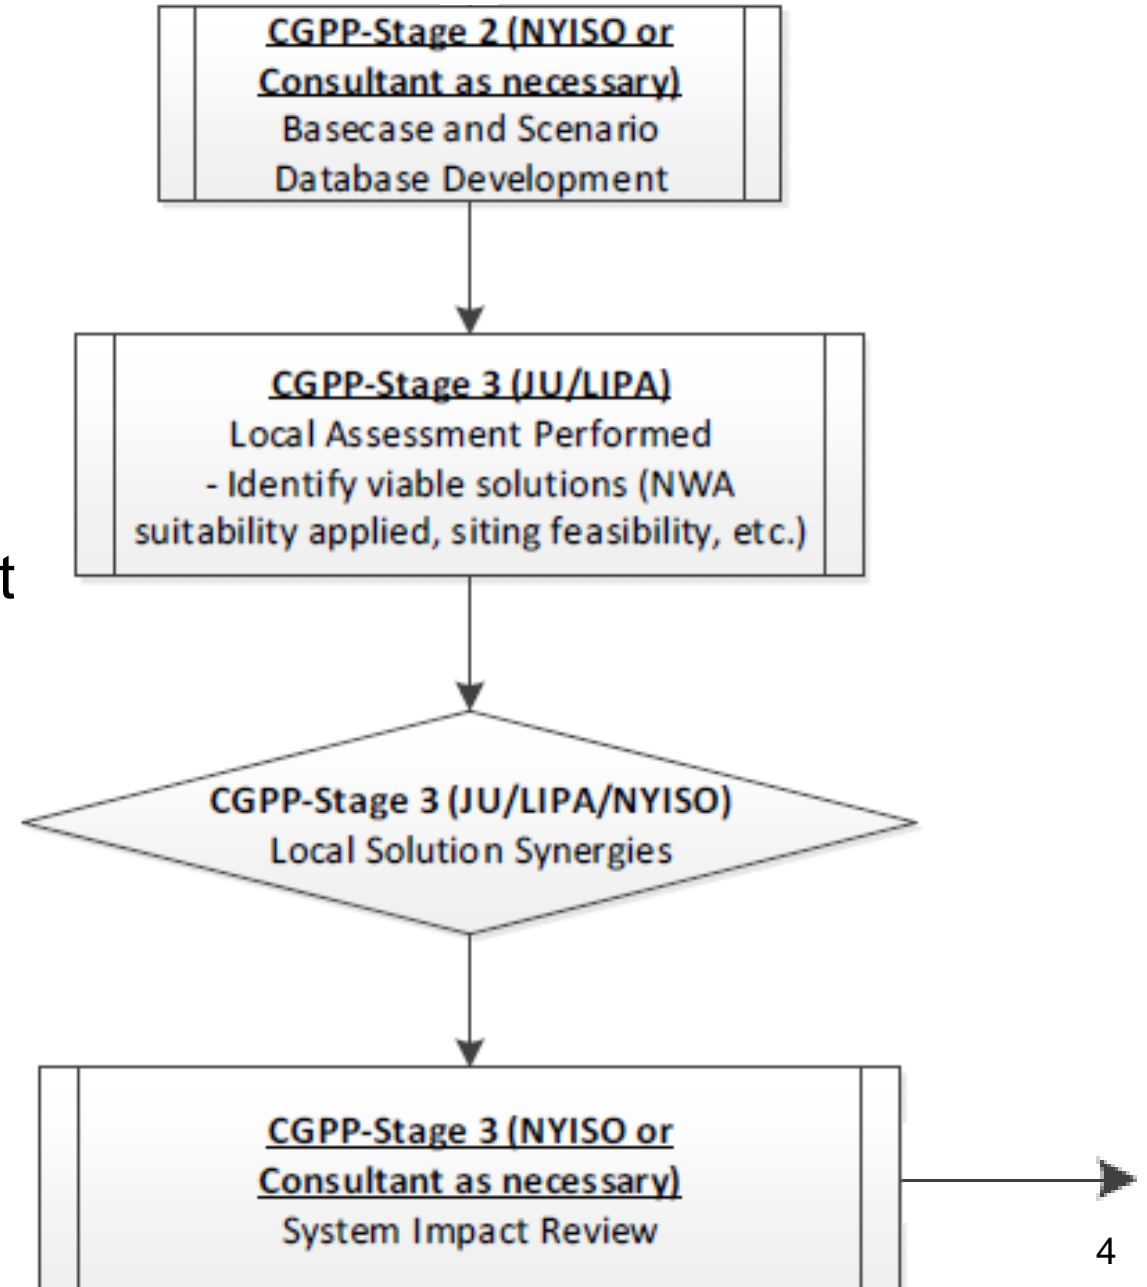 CGPP-Stage 2 (NYISO or
Consultant as necessary)
Basecase and Scenario
Database Development
CGPP-Stage 3 (JU/LIPA)
Local Assessment Performed
- Identify viable solutions (NWA
suitability applied, siting feasibility, etc.)
t
CGPP-Stage 3 (JU/LIPA/NYISO)
Local Solution Synergies
CGPP-Stage 3 (NYISO or
Consultant as necessary)
System Impact Review
4